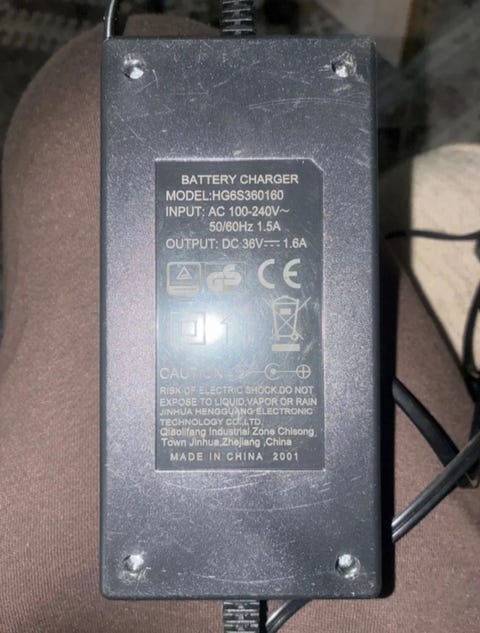 BATTERY CHARGER
MODEL:HG6S360160
INPUT: AC 100-240V~
50/60Hz 1.5A
OUTPUT: DC 36V⎓ 1.6A
GS CE
CAUTION
RISK OF ELECTRIC SHOCK.DO NOT
EXPOSE TO LIQUID,VAPOR OR RAIN
JINHUA HENGGUANG ELECTRONIC
TECHNOLOGY CO.,LTD.
Qiaolifang Industrial Zone Chisong
Town Jinhua,Zhejiang ,China
MADE IN CHINA 2001